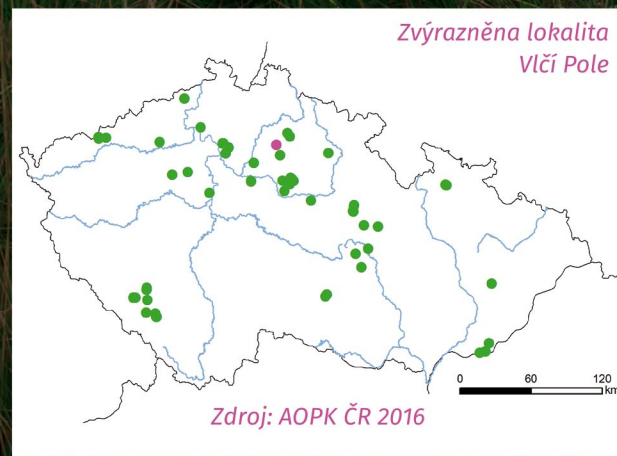 Zvýrazněna lokalita
Vlčí Pole
0 60 120
km
Zdroj: AOPK ČR 2016